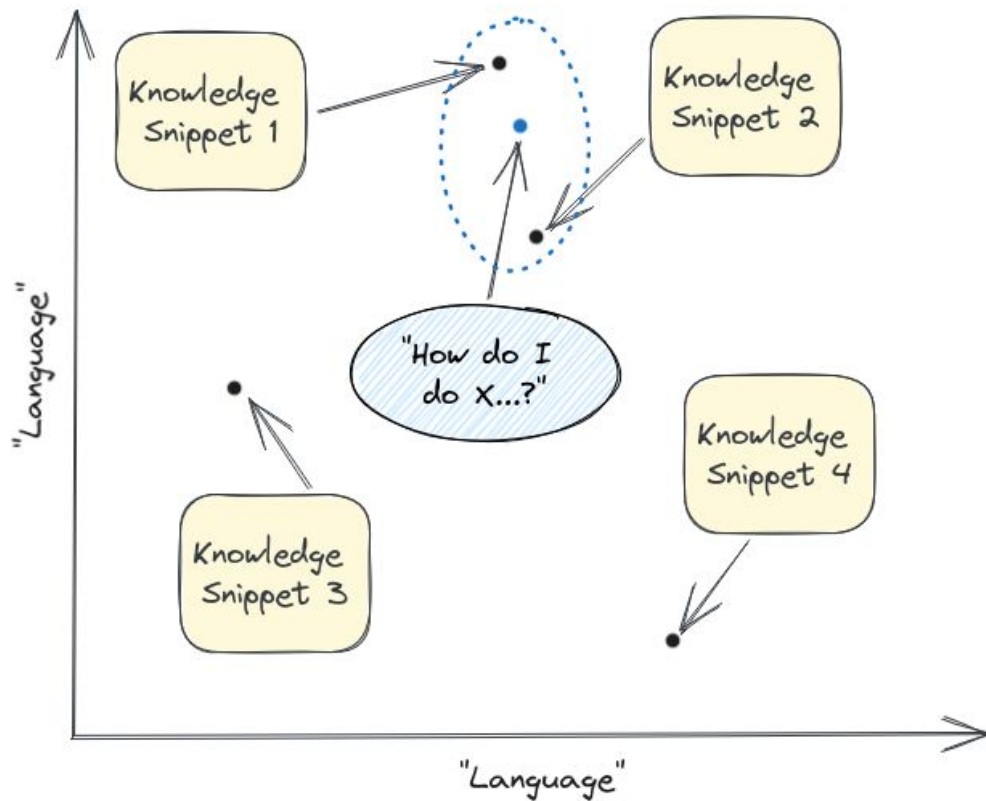 Knowledge
Snippet 1
Knowledge
Snippet 2
"How do I
do X...?"
"Language"
Knowledge
Snippet 3
Knowledge
Snippet 4
"Language"